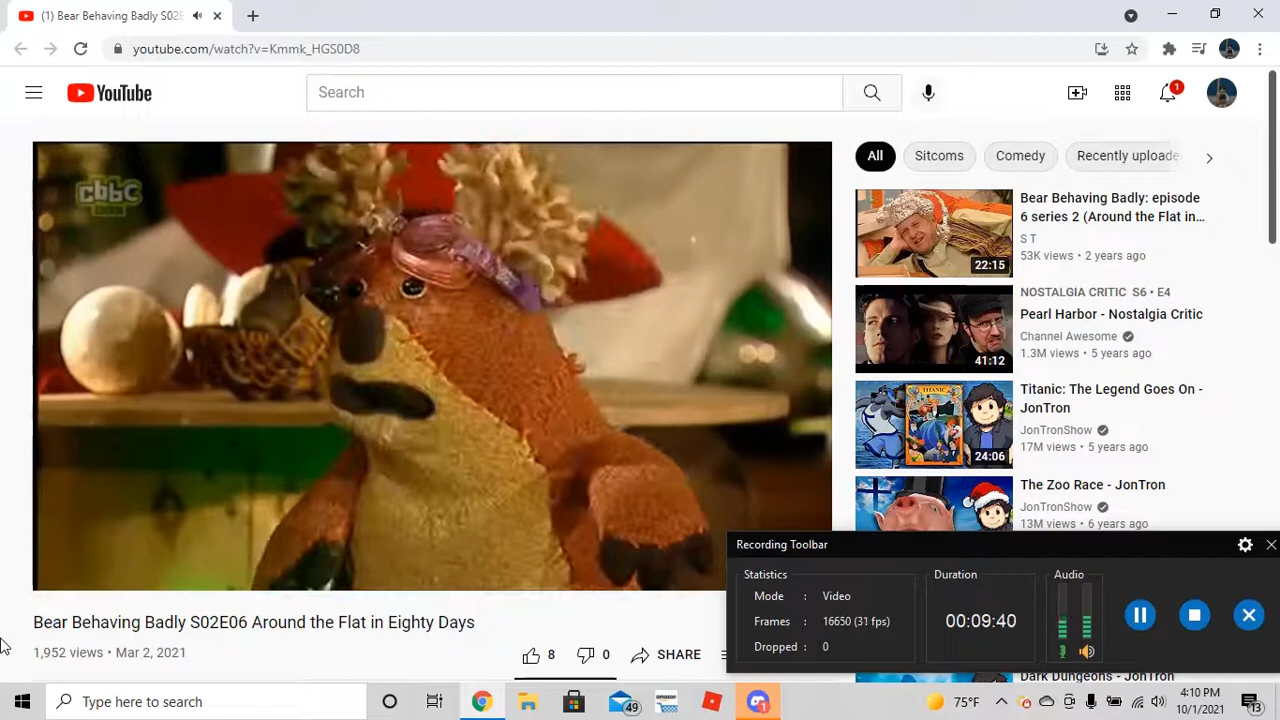 (1) Bear Behaving Badly S02E
youtube.com/watch?v=Kmmk_HGS0D8
YouTube
Search
1
cbbc
All
Sitcoms
Comedy
Recently uploade
Bear Behaving Badly: episode
6 series 2 (Around the Flat in...
S T
53K views • 2 years ago
22:15
NOSTALGIA CRITIC S6 • E4
Pearl Harbor - Nostalgia Critic
Channel Awesome
1.3M views • 5 years ago
41:12
Titanic: The Legend Goes On -
JonTron
JonTronShow
17M views • 5 years ago
TITANIC
24:06
The Zoo Race - JonTron
JonTronShow
13M views • 6 years ago
Recording Toolbar
Statistics
Mode : Video
Frames : 16650 (31 fps)
Dropped : 0
Duration
00:09:40
Audio
Bear Behaving Badly S02E06 Around the Flat in Eighty Days
1,952 views • Mar 2, 2021
8
0
SHARE
Dark Dungeons - JonTron
Type here to search
49
amazon
1
75°F
4:10 PM
10/1/2021
13